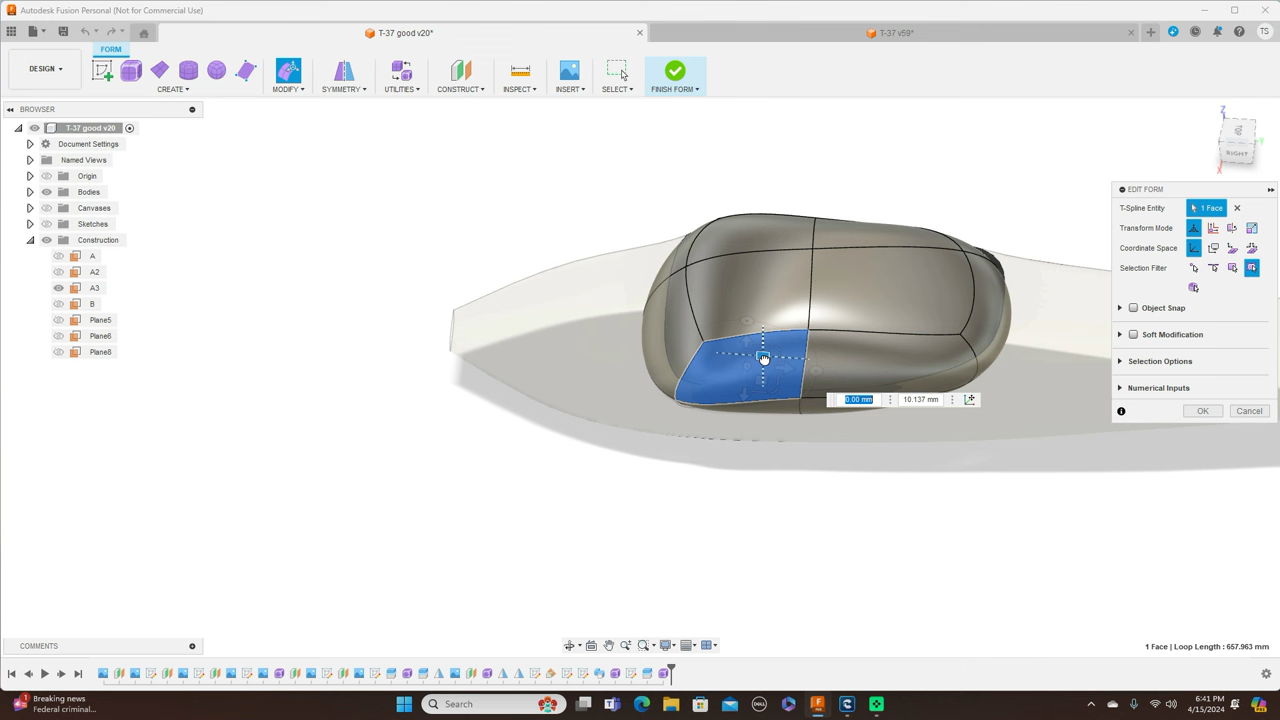 Autodesk Fusion Personal (Not for Commercial Use)
T-37 good v20*
T-37 v59*
TS
DESIGN
FORM
CREATE
MODIFY
SYMMETRY
UTILITIES
CONSTRUCT
INSPECT
INSERT
SELECT
FINISH FORM
BROWSER
T-37 good v20
Document Settings
Named Views
Origin
Bodies
Canvases
Sketches
Construction
A
A2
A3
B
Plane5
Plane6
Plane8
Z
Y
RIGHT
X
EDIT FORM
T-Spline Entity
1 Face
Transform Mode
Coordinate Space
Selection Filter
Object Snap
Soft Modification
Selection Options
Numerical Inputs
OK
Cancel
0.00 mm
10.137 mm
COMMENTS
1 Face | Loop Length : 657.963 mm
1
Breaking news
Federal criminal...
Search
DELL
6:41 PM
4/15/2024